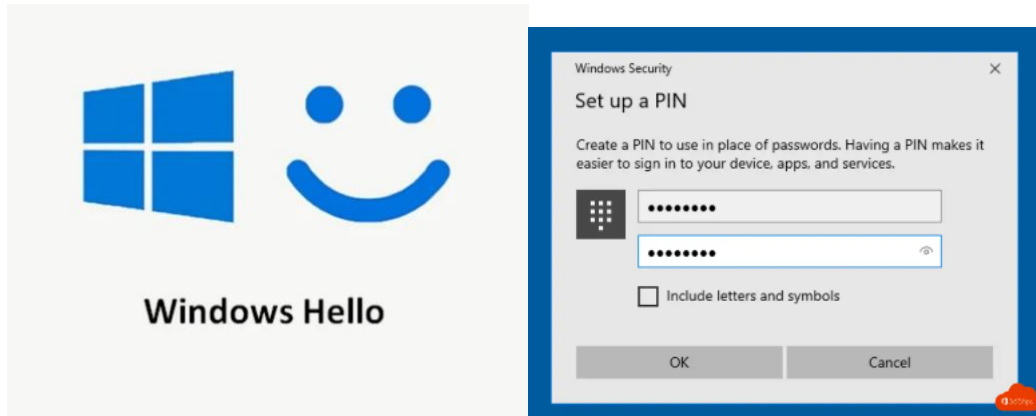 Windows Hello
Windows Security
Set up a PIN
Create a PIN to use in place of passwords. Having a PIN makes it
easier to sign in to your device, apps, and services.
Include letters and symbols
OK
Cancel